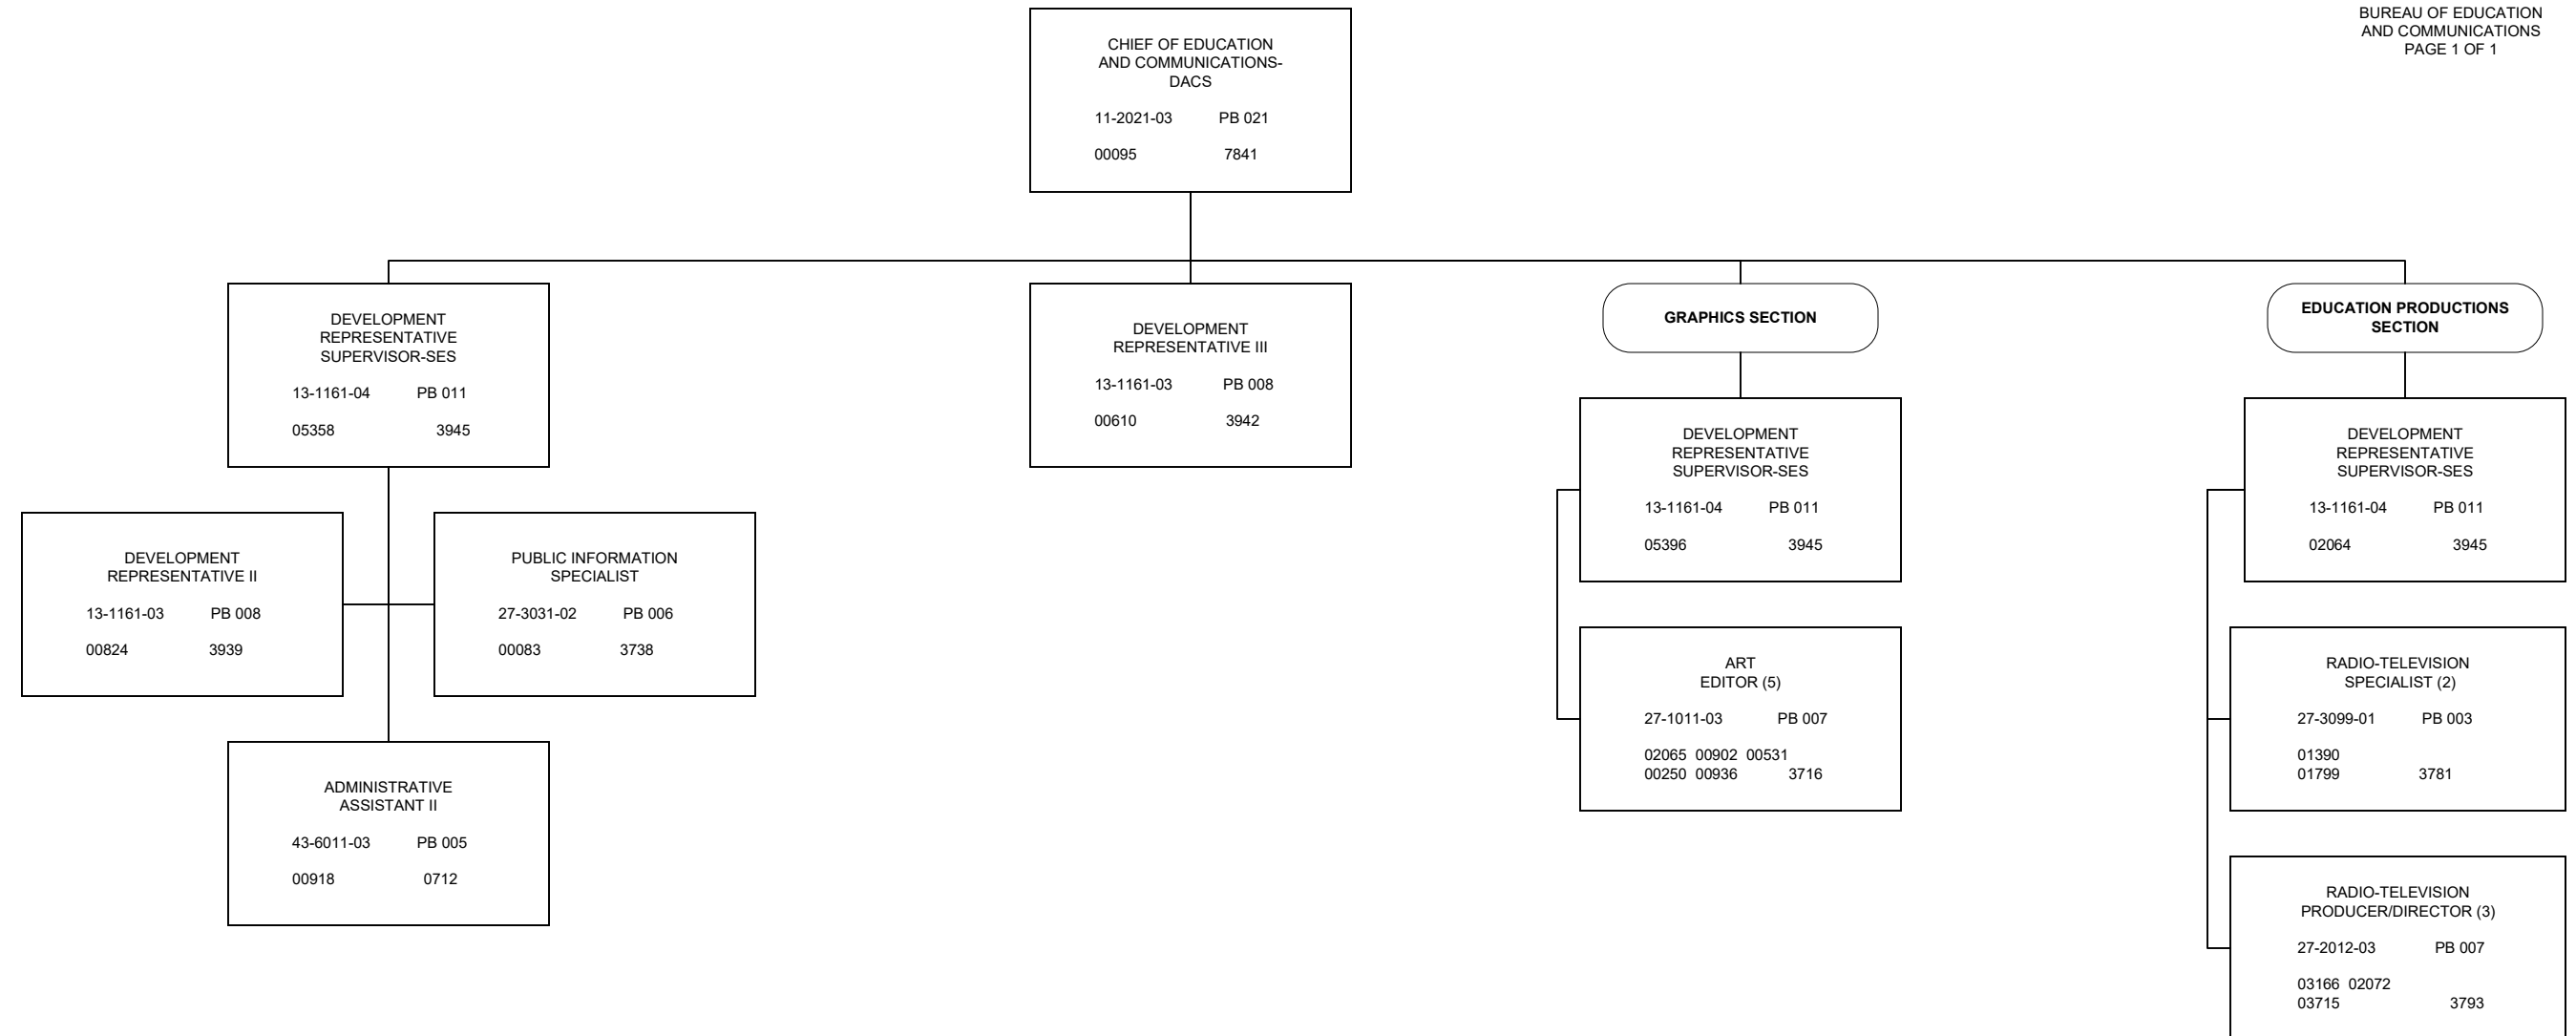 BUREAU OF EDUCATION
AND COMMUNICATIONS
PAGE 1 OF 1
CHIEF OF EDUCATION
AND COMMUNICATIONS-
DACS
11-2021-03 PB 021
00095 7841
DEVELOPMENT
REPRESENTATIVE
SUPERVISOR-SES
13-1161-04 PB 011
05358 3945
DEVELOPMENT
REPRESENTATIVE II
13-1161-03 PB 008
00824 3939
PUBLIC INFORMATION
SPECIALIST
27-3031-02 PB 006
00083 3738
ADMINISTRATIVE
ASSISTANT II
43-6011-03 PB 005
00918 0712
DEVELOPMENT
REPRESENTATIVE III
13-1161-03 PB 008
00610 3942
GRAPHICS SECTION
DEVELOPMENT
REPRESENTATIVE
SUPERVISOR-SES
13-1161-04 PB 011
05396 3945
ART
EDITOR (5)
27-1011-03 PB 007
02065 00902 00531
00250 00936 3716
EDUCATION PRODUCTIONS
SECTION
DEVELOPMENT
REPRESENTATIVE
SUPERVISOR-SES
13-1161-04 PB 011
02064 3945
RADIO-TELEVISION
SPECIALIST (2)
27-3099-01 PB 003
01390
01799 3781
RADIO-TELEVISION
PRODUCER/DIRECTOR (3)
27-2012-03 PB 007
03166 02072
03715 3793